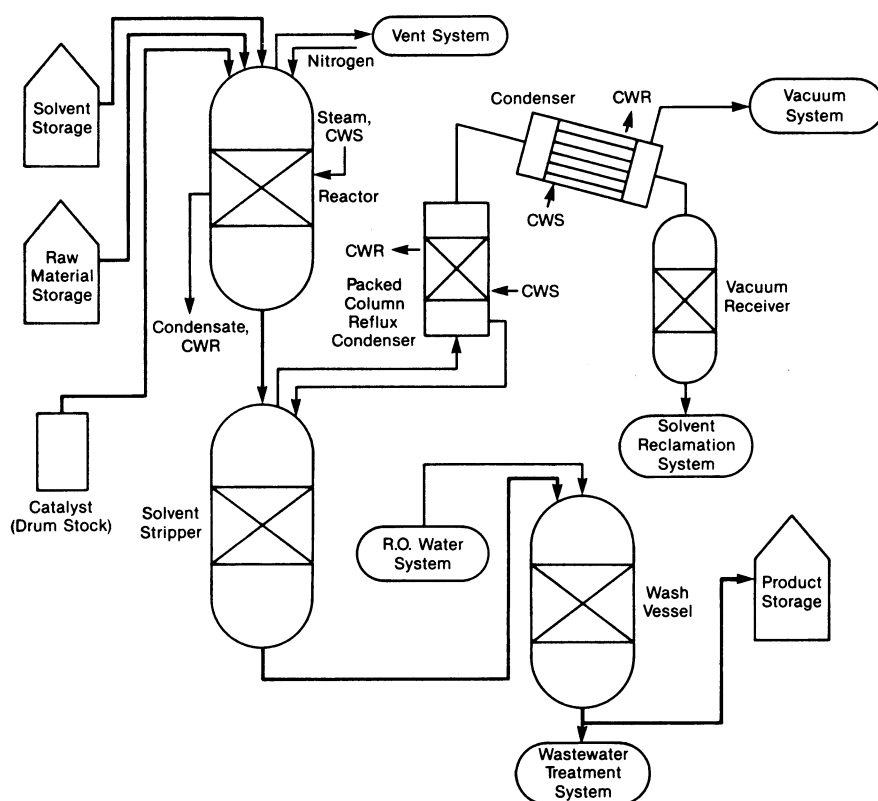 Vent System
Nitrogen
Solvent
Storage
Steam,
CWS
Reactor
Condenser
CWR
Vacuum
System
CWS
Raw
Material
Storage
CWR
CWS
Packed
Column
Reflux
Condenser
Vacuum
Receiver
Condensate,
CWR
Solvent
Reclamation
System
Catalyst
(Drum Stock)
Solvent
Stripper
R.O. Water
System
Wash
Vessel
Product
Storage
Wastewater
Treatment
System